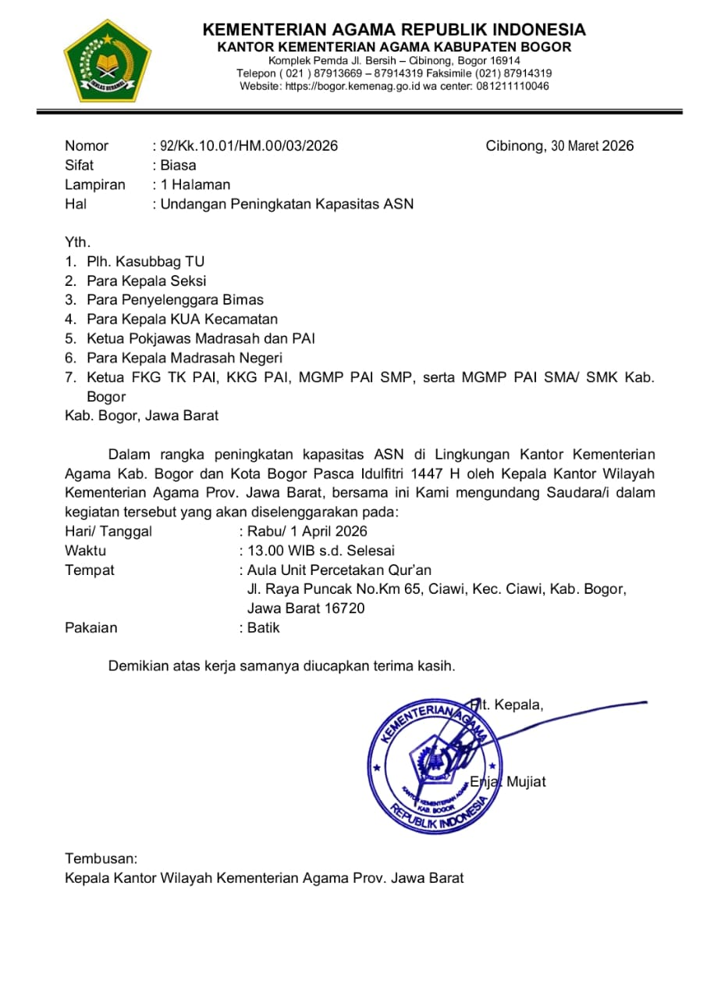 KEMENTERIAN AGAMA REPUBLIK INDONESIA
KANTOR KEMENTERIAN AGAMA KABUPATEN BOGOR
Komplek Pemda Jl. Bersih – Cibinong, Bogor 16914
Telepon ( 021 ) 87913669 – 87914319 Faksimile (021) 87914319
Website: https://bogor.kemenag.go.id wa center: 081211110046
IKHLAS BERAMAL
Nomor : 92/Kk.10.01/HM.00/03/2026 Cibinong, 30 Maret 2026
Sifat : Biasa
Lampiran : 1 Halaman
Hal : Undangan Peningkatan Kapasitas ASN
Yth.
1. Plh. Kasubbag TU
2. Para Kepala Seksi
3. Para Penyelenggara Bimas
4. Para Kepala KUA Kecamatan
5. Ketua Pokjawas Madrasah dan PAI
6. Para Kepala Madrasah Negeri
7. Ketua FKG TK PAI, KKG PAI, MGMP PAI SMP, serta MGMP PAI SMA/ SMK Kab.
Bogor
Kab. Bogor, Jawa Barat
Dalam rangka peningkatan kapasitas ASN di Lingkungan Kantor Kementerian
Agama Kab. Bogor dan Kota Bogor Pasca Idulfitri 1447 H oleh Kepala Kantor Wilayah
Kementerian Agama Prov. Jawa Barat, bersama ini Kami mengundang Saudara/i dalam
kegiatan tersebut yang akan diselenggarakan pada:
Hari/ Tanggal : Rabu/ 1 April 2026
Waktu : 13.00 WIB s.d. Selesai
Tempat : Aula Unit Percetakan Qur’an
Jl. Raya Puncak No.Km 65, Ciawi, Kec. Ciawi, Kab. Bogor,
Jawa Barat 16720
Pakaian : Batik
Demikian atas kerja samanya diucapkan terima kasih.
Plt. Kepala,
KEMENTERIAN AGAMA
KANTOR KEMENTERIAN AGAMA
KAB. BOGOR
REPUBLIK INDONESIA
Enjat Mujiat
Tembusan:
Kepala Kantor Wilayah Kementerian Agama Prov. Jawa Barat